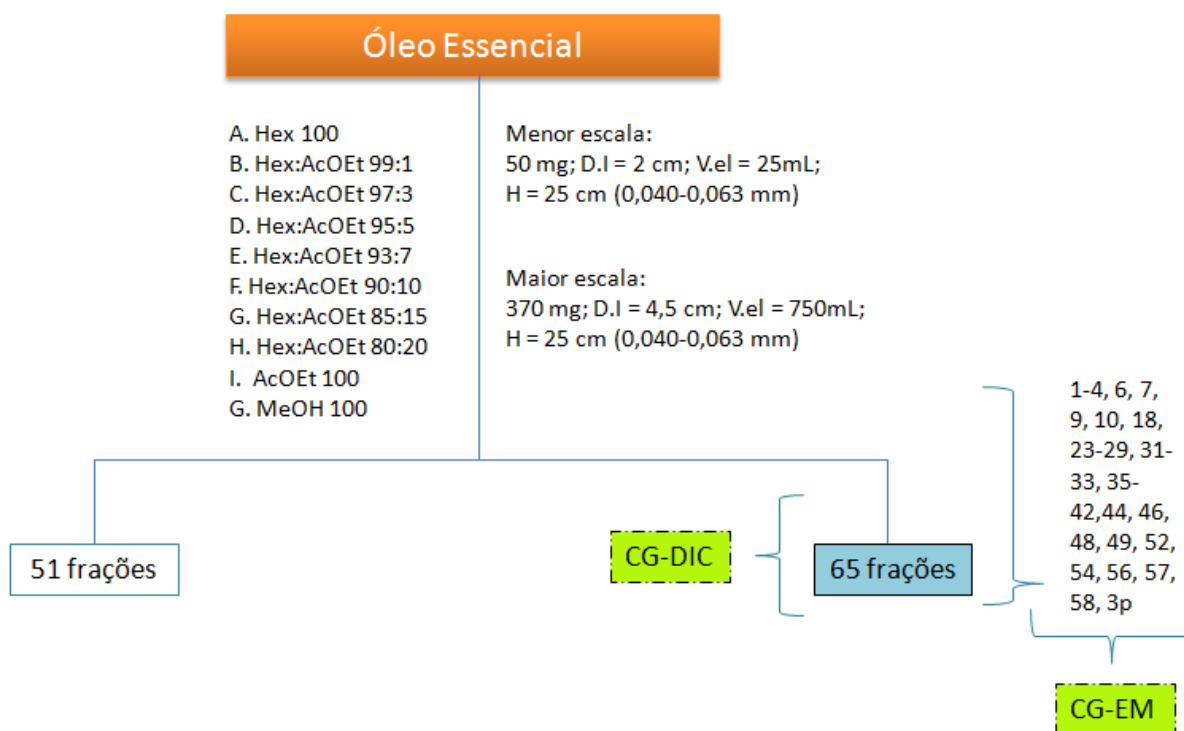 Óleo Essencial
A. Hex 100
B. Hex:AcOEt 99:1
C. Hex:AcOEt 97:3
D. Hex:AcOEt 95:5
E. Hex:AcOEt 93:7
F. Hex:AcOEt 90:10
G. Hex:AcOEt 85:15
H. Hex:AcOEt 80:20
I. AcOEt 100
G. MeOH 100
Menor escala:
50 mg; D.I = 2 cm; V.el = 25mL;
H = 25 cm (0,040-0,063 mm)
Maior escala:
370 mg; D.I = 4,5 cm; V.el = 750mL;
H = 25 cm (0,040-0,063 mm)
51 frações
CG-DIC
65 frações
1-4, 6, 7,
9, 10, 18,
23-29, 31-
33, 35-
42,44, 46,
48, 49, 52,
54, 56, 57,
58, 3p
CG-EM